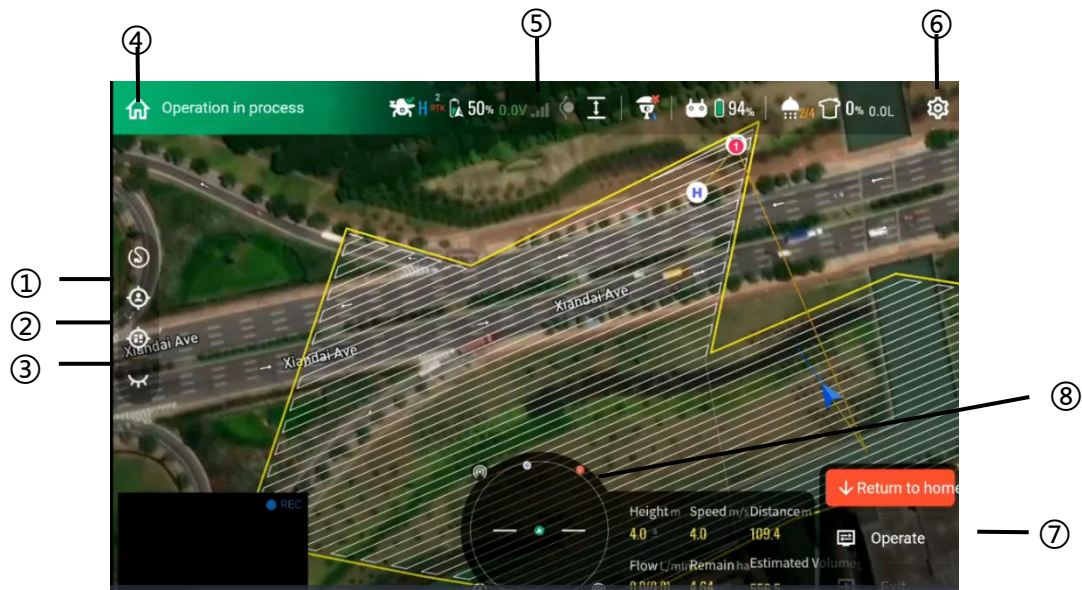 ④
⑤
⑥
Operation in process
H
2
RTK
50%
0.0V
94%
2/4
0% 0.0L
1
H
①
②
③
Xiandai Ave
Xiandai Ave
Xiandai Ave
⑧
REC
Return to home
Height m Speed m/s Distance m
4.0 4.0 109.4
Operate
⑦
Flow L/min Remain ha Estimated Volume
Exit